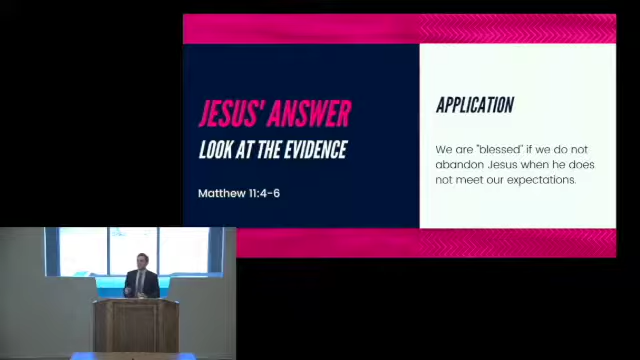 JESUS' ANSWER
LOOK AT THE EVIDENCE
Matthew 11:4-6
APPLICATION
We are "blessed" if we do not
abandon Jesus when he does
not meet our expectations.